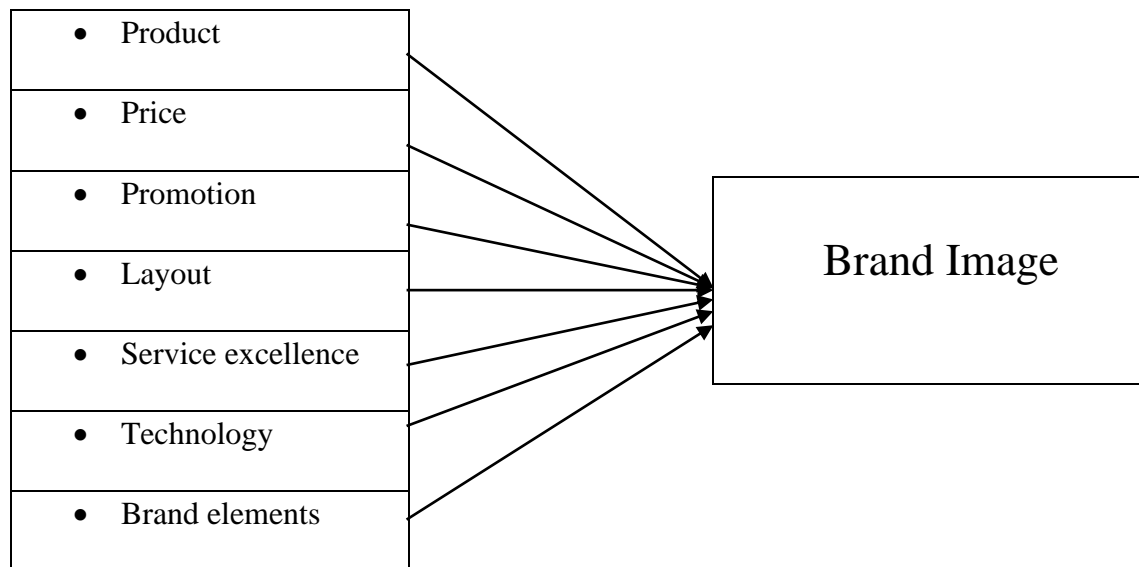 • Product
• Price
• Promotion
• Layout
• Service excellence
• Technology
• Brand elements
Brand Image